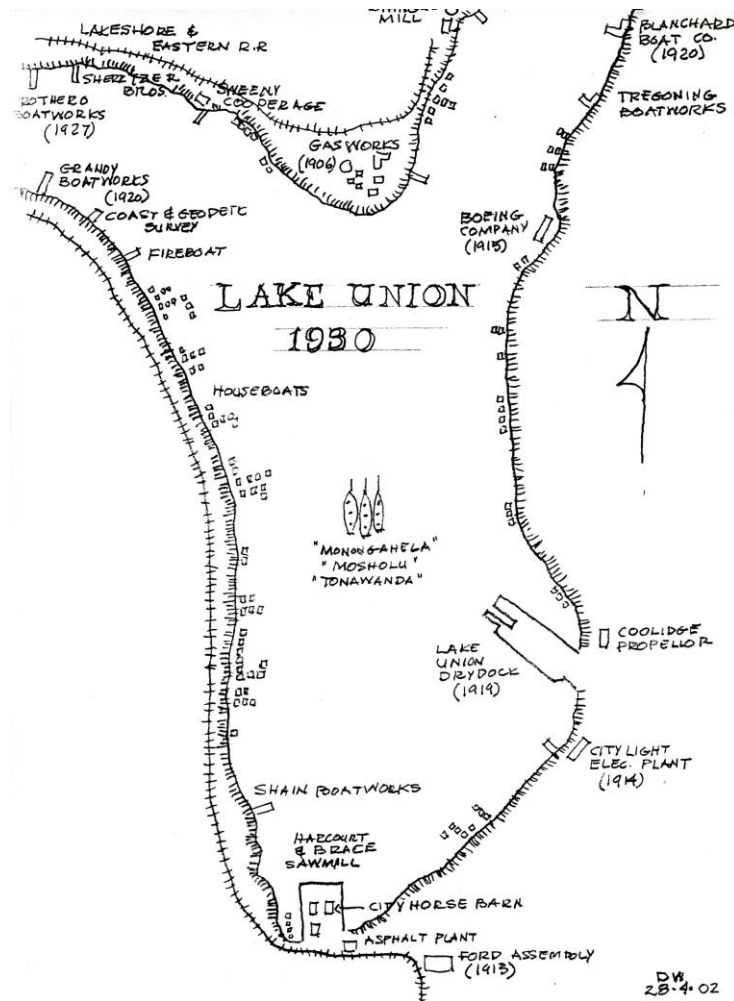 LAKESHORE &
EASTERN R.R
MILL
BLANCHARD
BOAT CO.
(1920)
TREGONING
BOATWORKS
SHERTZER
BROS.
SWEENY
COOPERAGE
ROTHERO
BOATWORKS
(1927)
GASWORKS
(1906)
GRANDY
BOATWORKS
(1920)
COAST & GEODETIC
SURVEY
FIREBOAT
BOEING
COMPANY
(1915)
LAKE UNION
1930
N
HOUSEBOATS
"MONONGAHELA"
"MOSHOLU"
"TONAWANDA"
LAKE
UNION
DRYDOCK
(1919)
COOLIDGE
PROPELLOR
CITY LIGHT
ELEC. PLANT
(1914)
SHAIN BOATWORKS
HARCOURT
& BRACE
SAWMILL
CITY HORSE BARN
ASPHALT PLANT
FORD ASSEMBLY
(1913)
DW
28·4·02